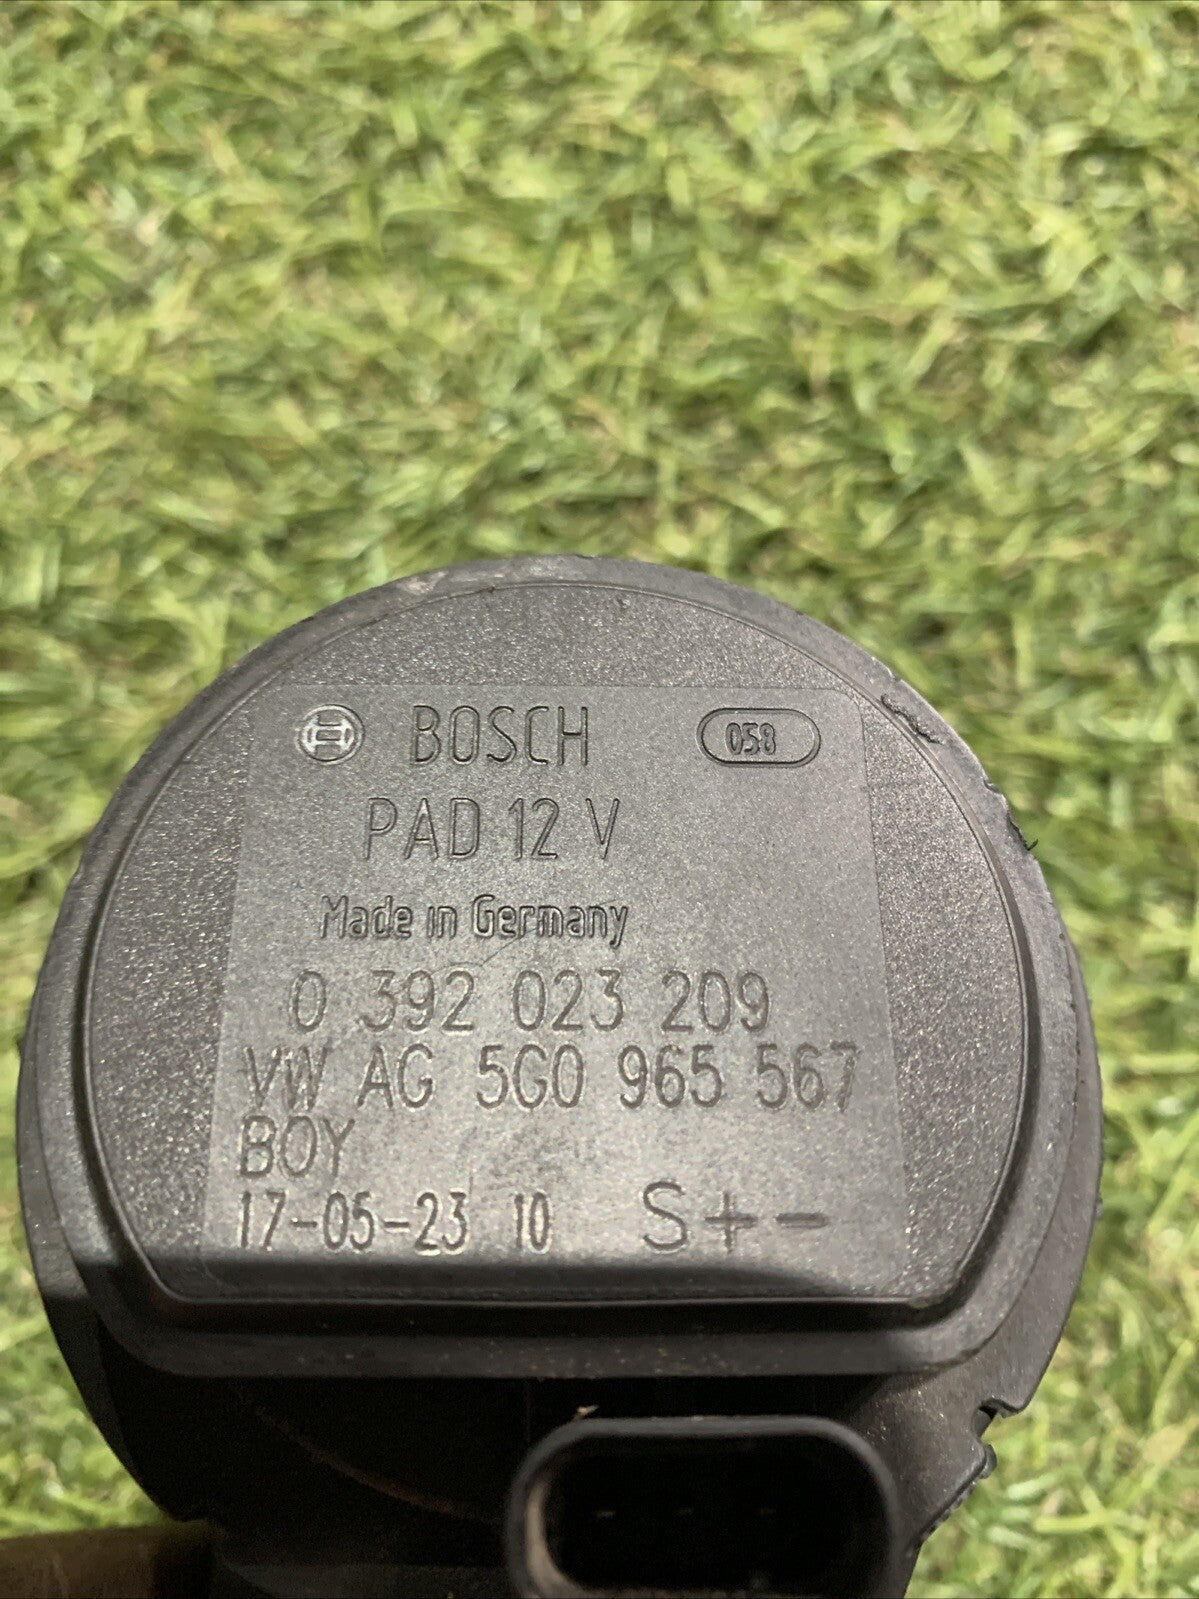 BOSCH 058
PAD 12 V
Made in Germany
0 392 023 209
VW AG 5G0 965 567
BOY
17-05-23 10 S + -